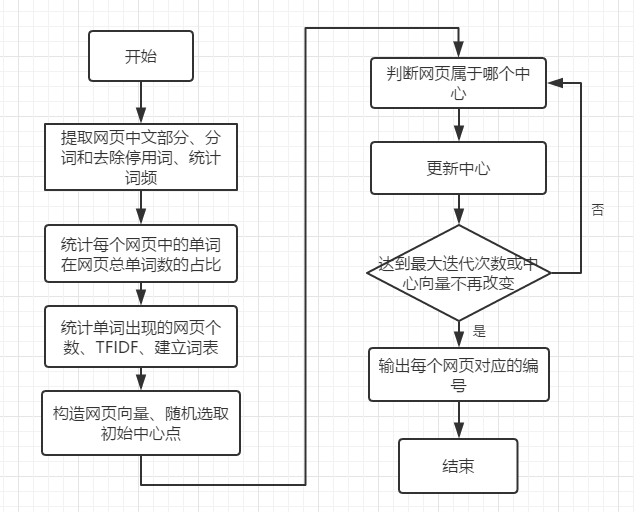 开始
提取网页中文部分、分
词和去除停用词、统计
词频
统计每个网页中的单词
在网页总单词数的占比
统计单词出现的网页个
数、TFIDF、建立词表
构造网页向量、随机选取
初始中心点
判断网页属于哪个中
心
更新中心
达到最大迭代次数或中
心向量不再改变
否
是
输出每个网页对应的编
号
结束